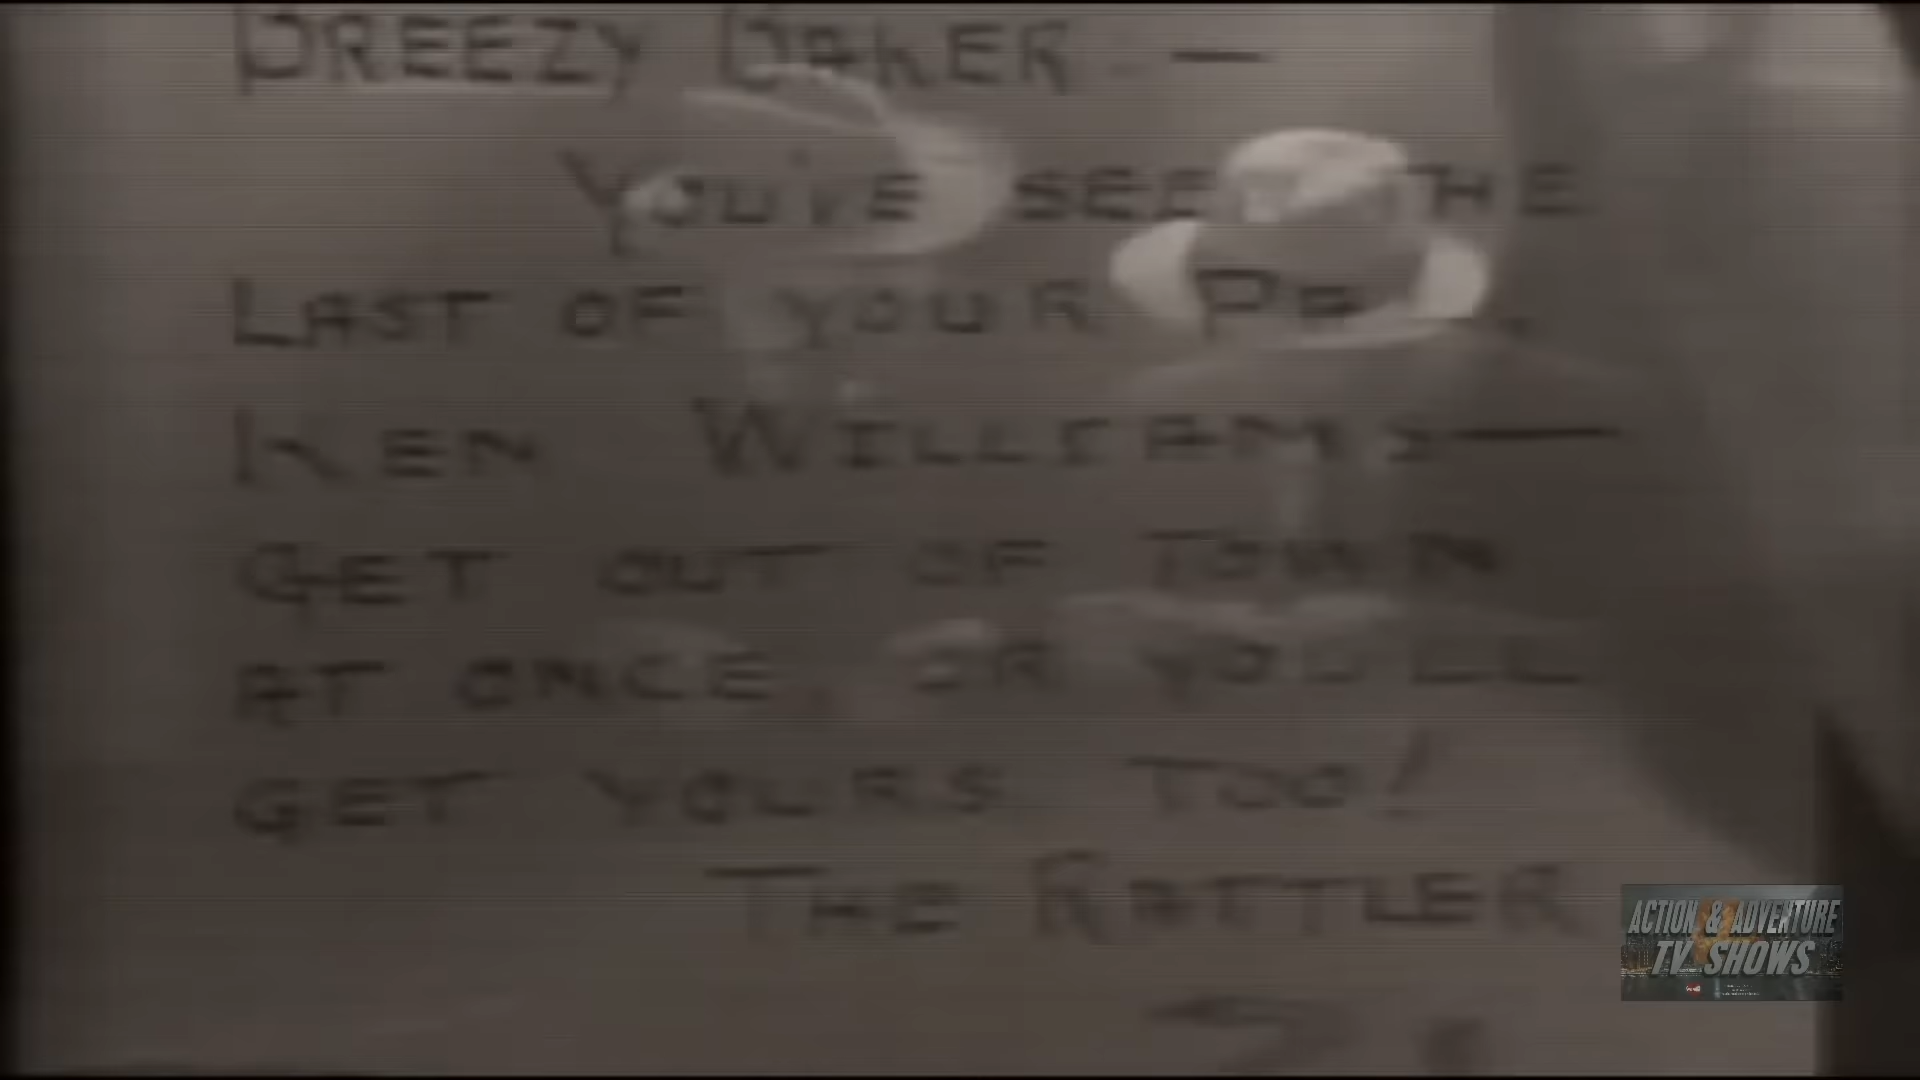 BREEZY BAKER —
YOU'VE SEEN THE
LAST OF YOUR
KEN WILLIAMS —
GET OUT OF TOWN
AT ONCE, OR YOU'LL
GET YOURS TOO!
THE RATTLER
ACTION & ADVENTURE
TV SHOWS